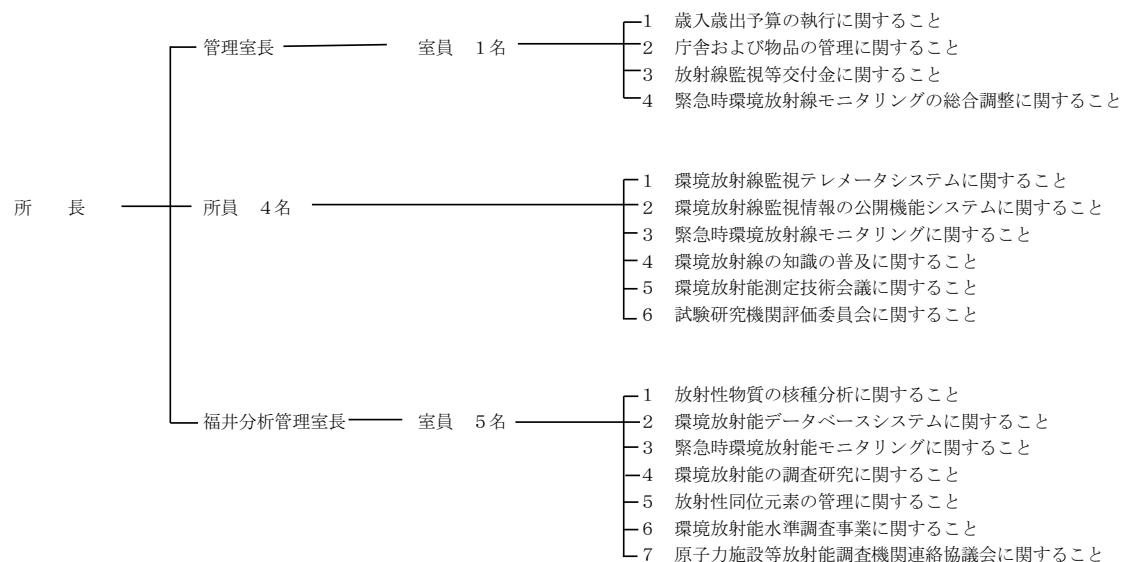 1 歳入歳出予算の執行に関すること
管理室長 室員 1名 2 庁舎および物品の管理に関すること
3 放射線監視等交付金に関すること
4 緊急時環境放射線モニタリングの総合調整に関すること
1 環境放射線監視テレメータシステムに関すること
所 長 所員 4名 2 環境放射線監視情報の公開機能システムに関すること
3 緊急時環境放射線モニタリングに関すること
4 環境放射線の知識の普及に関すること
5 環境放射能測定技術会議に関すること
6 試験研究機関評価委員会に関すること
1 放射性物質の核種分析に関すること
福井分析管理室長 室員 5名 2 環境放射能データベースシステムに関すること
3 緊急時環境放射能モニタリングに関すること
4 環境放射能の調査研究に関すること
5 放射性同位元素の管理に関すること
6 環境放射能水準調査事業に関すること
7 原子力施設等放射能調査機関連絡協議会に関すること